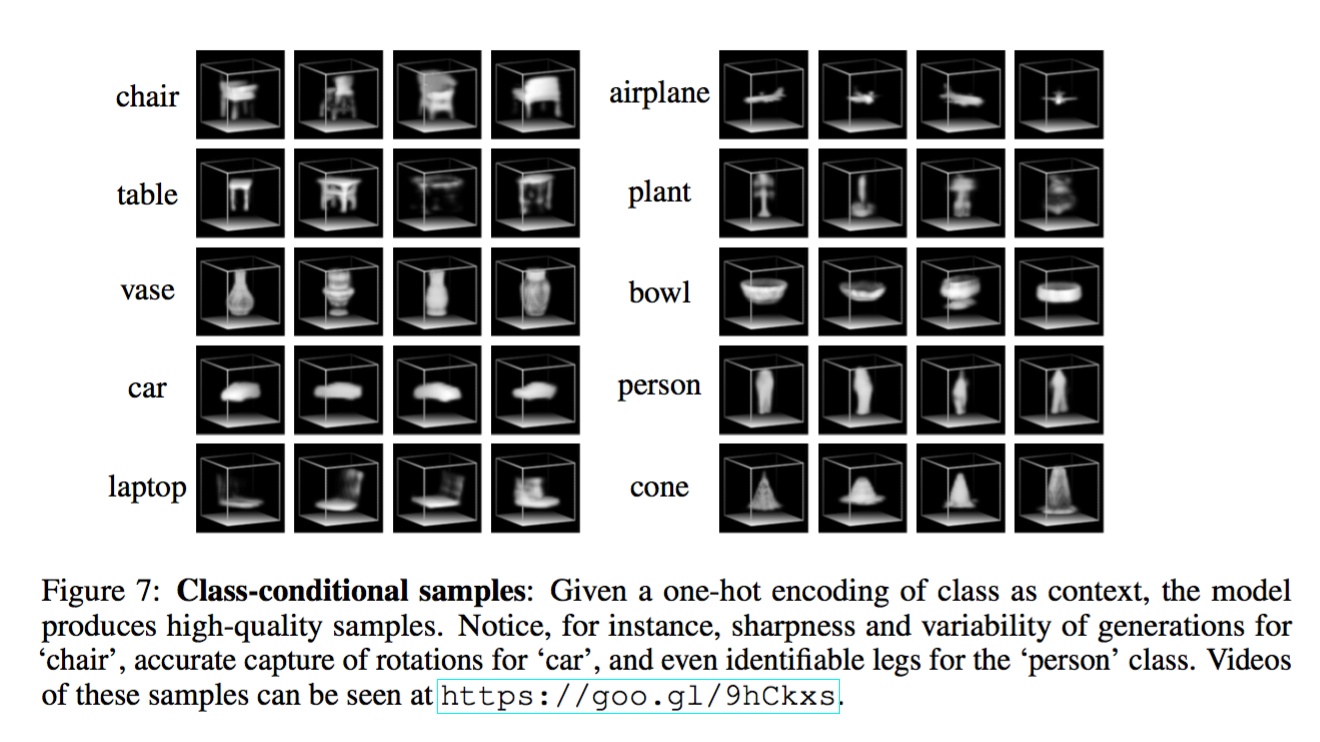 chair
airplane
table
plant
vase
bowl
car
person
laptop
cone
Figure 7: Class-conditional samples: Given a one-hot encoding of class as context, the model
produces high-quality samples. Notice, for instance, sharpness and variability of generations for
‘chair’, accurate capture of rotations for ‘car’, and even identifiable legs for the ‘person’ class. Videos
of these samples can be seen at https://goo.gl/9hCkxs.